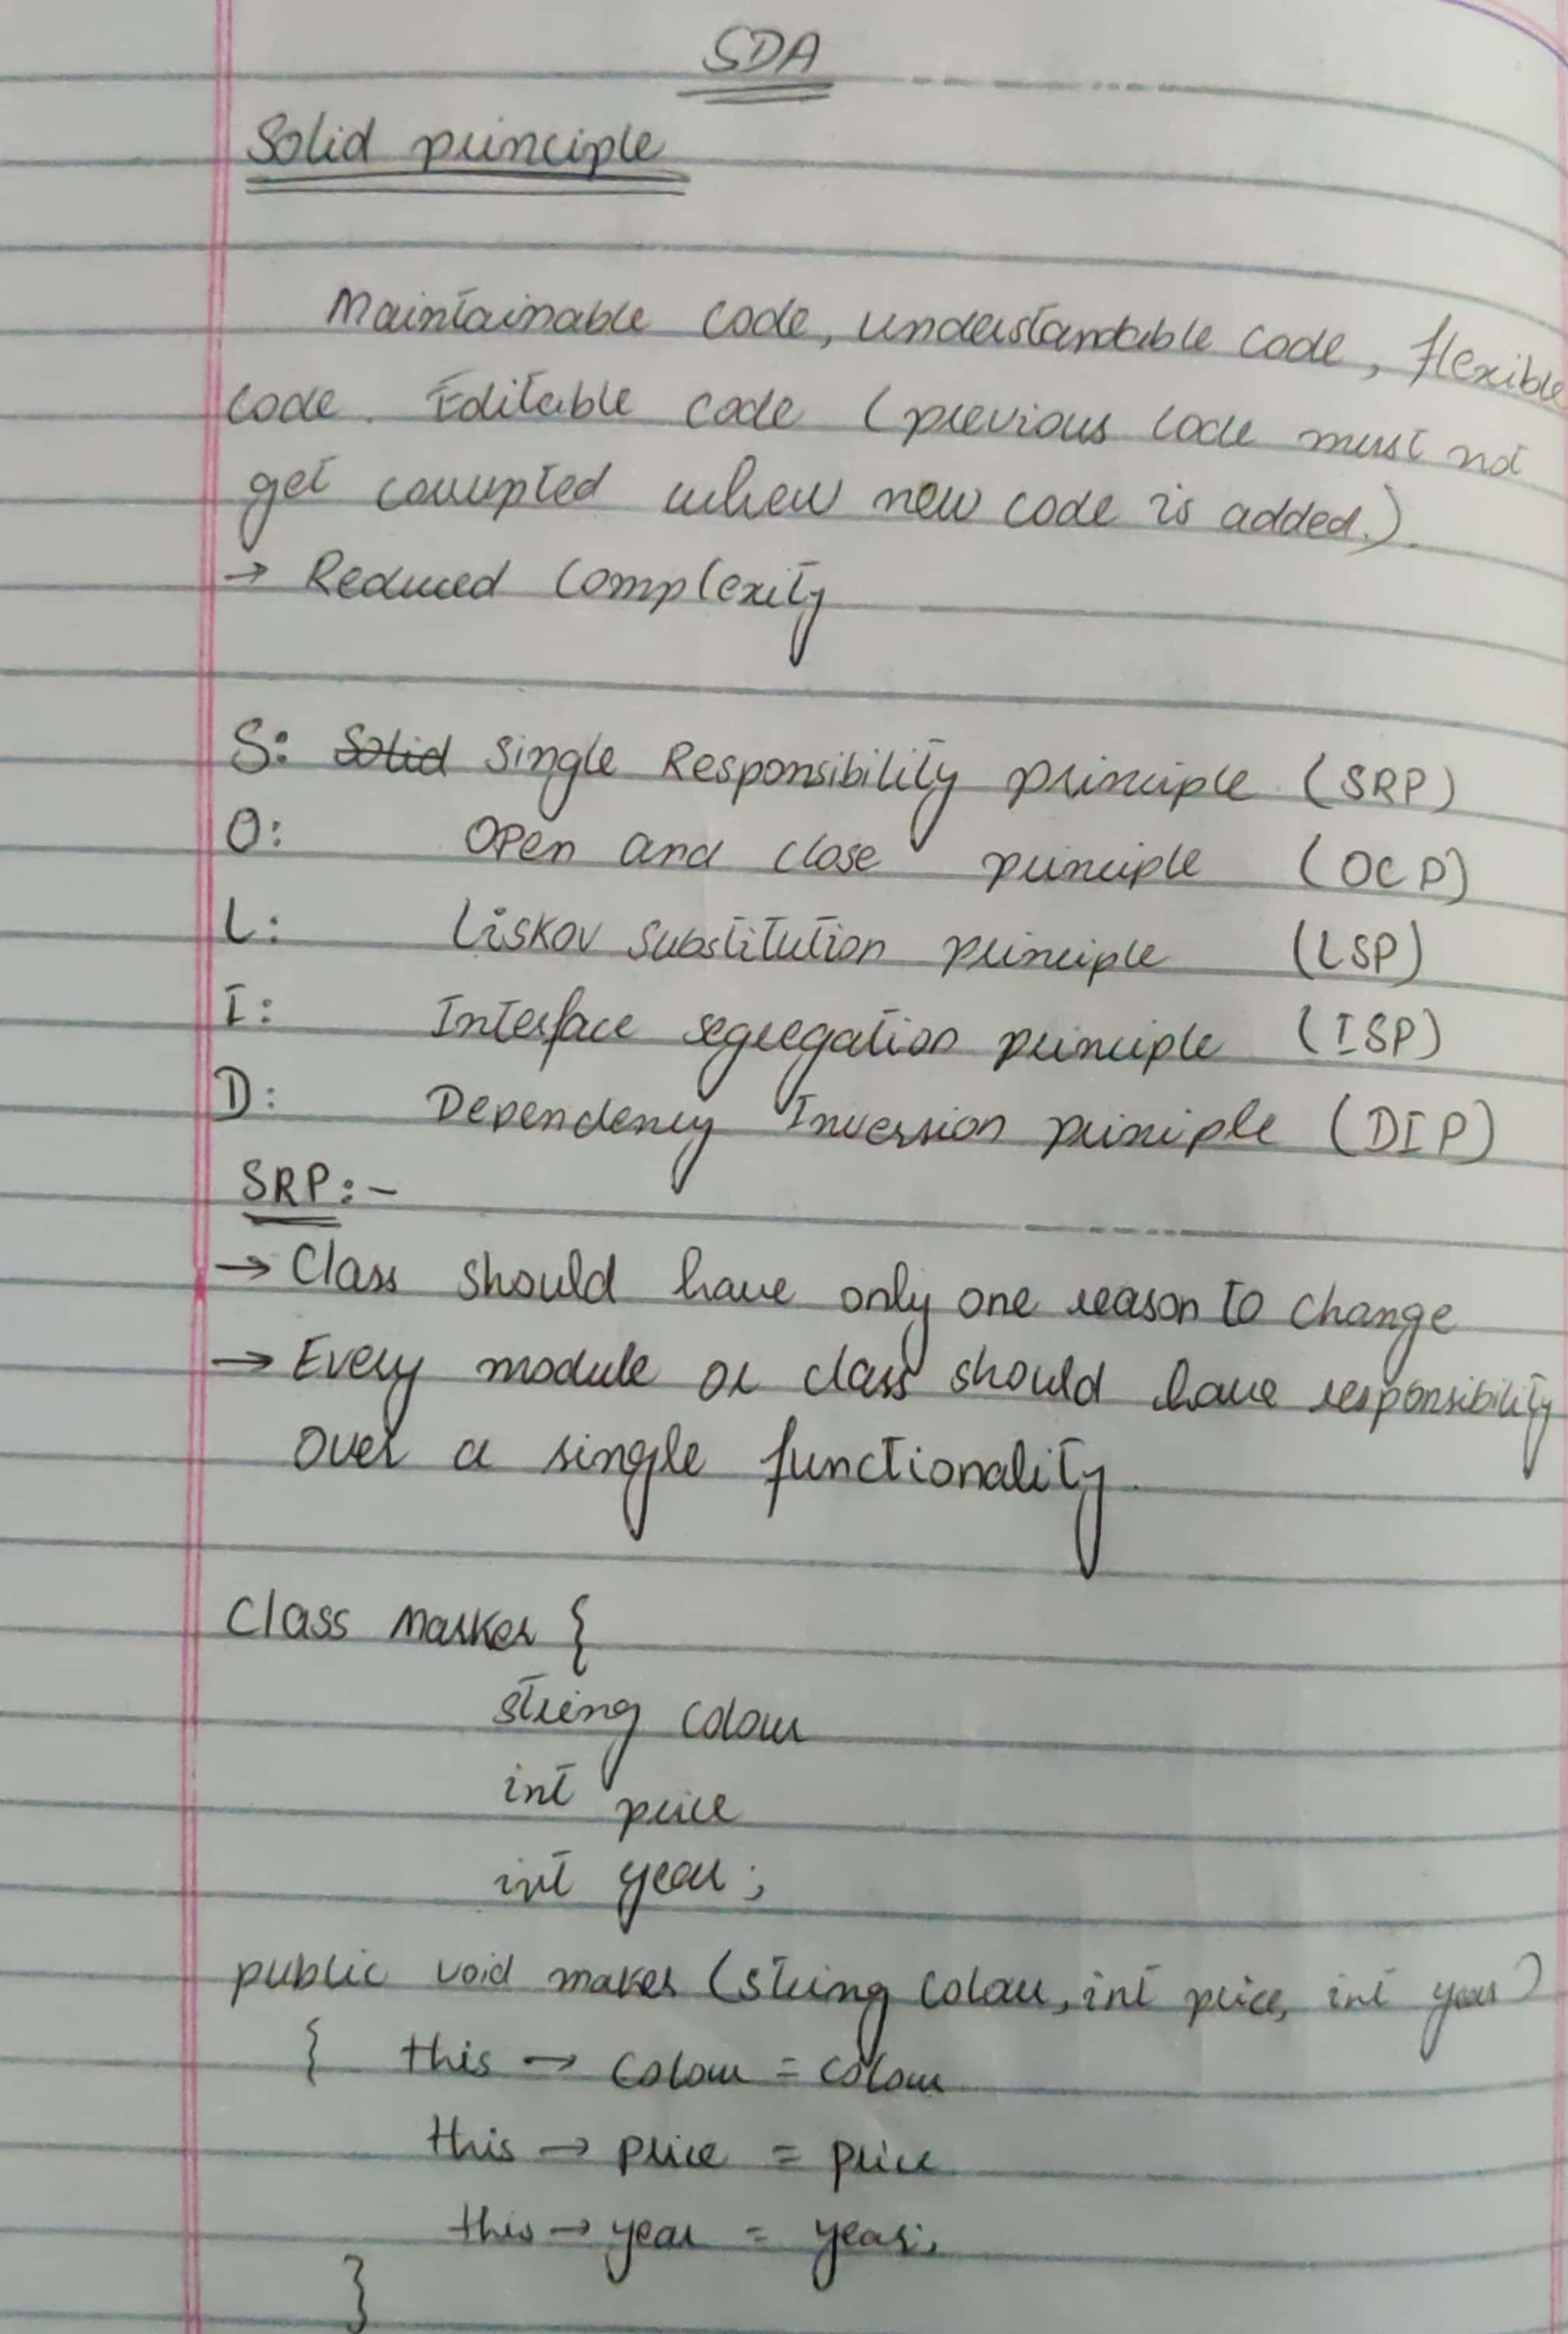 SDA
Solid principle
Maintainable code, understandable code, flexible
code. Editable code (previous code must not
get corrupted when new code is added.).
→ Reduced Complexity
S: Solid Single Responsibility principle (SRP)
O: Open and close principle (OCP)
L: Liskov Substitution principle (LSP)
I: Interface segregation principle (ISP)
D: Dependency Inversion priniple (DIP)
SRP:-
→ Class should have only one reason to change
→ Every module or class should have responsibility
over a single functionality.
Class Marker {
string colour
int price
int year;
public void maker (string colour, int price, int year)
{ this → colour = colour
this → price = price
this → year = year;
}